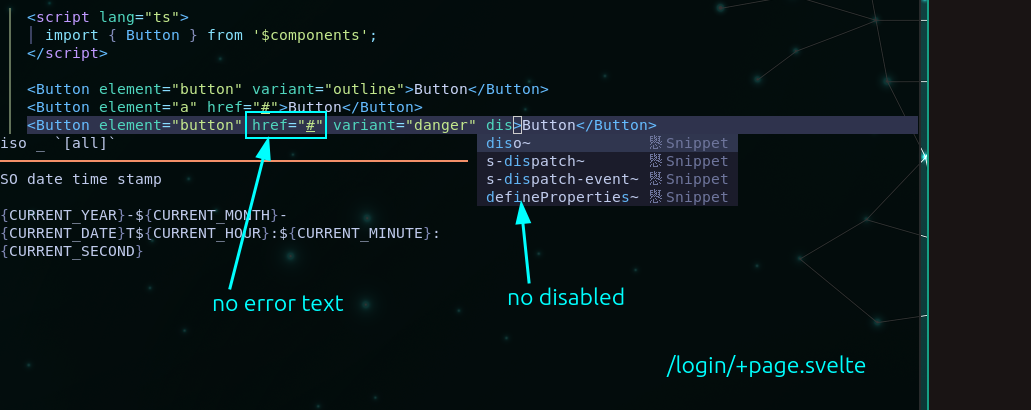 <script lang="ts">
import { Button } from '$components';
</script>
<Button element="button" variant="outline">Button</Button>
<Button element="a" href="#">Button</Button>
<Button element="button" href="#" variant="danger" dis>Button</Button>
iso _ `[all]`
diso~ Snippet
s-dispatch~ Snippet
s-dispatch-event~ Snippet
defineProperties~ Snippet
SO date time stamp
{CURRENT_YEAR}-${CURRENT_MONTH}-
{CURRENT_DATE}T${CURRENT_HOUR}:${CURRENT_MINUTE}:
{CURRENT_SECOND}
no error text
no disabled
/login/+page.svelte